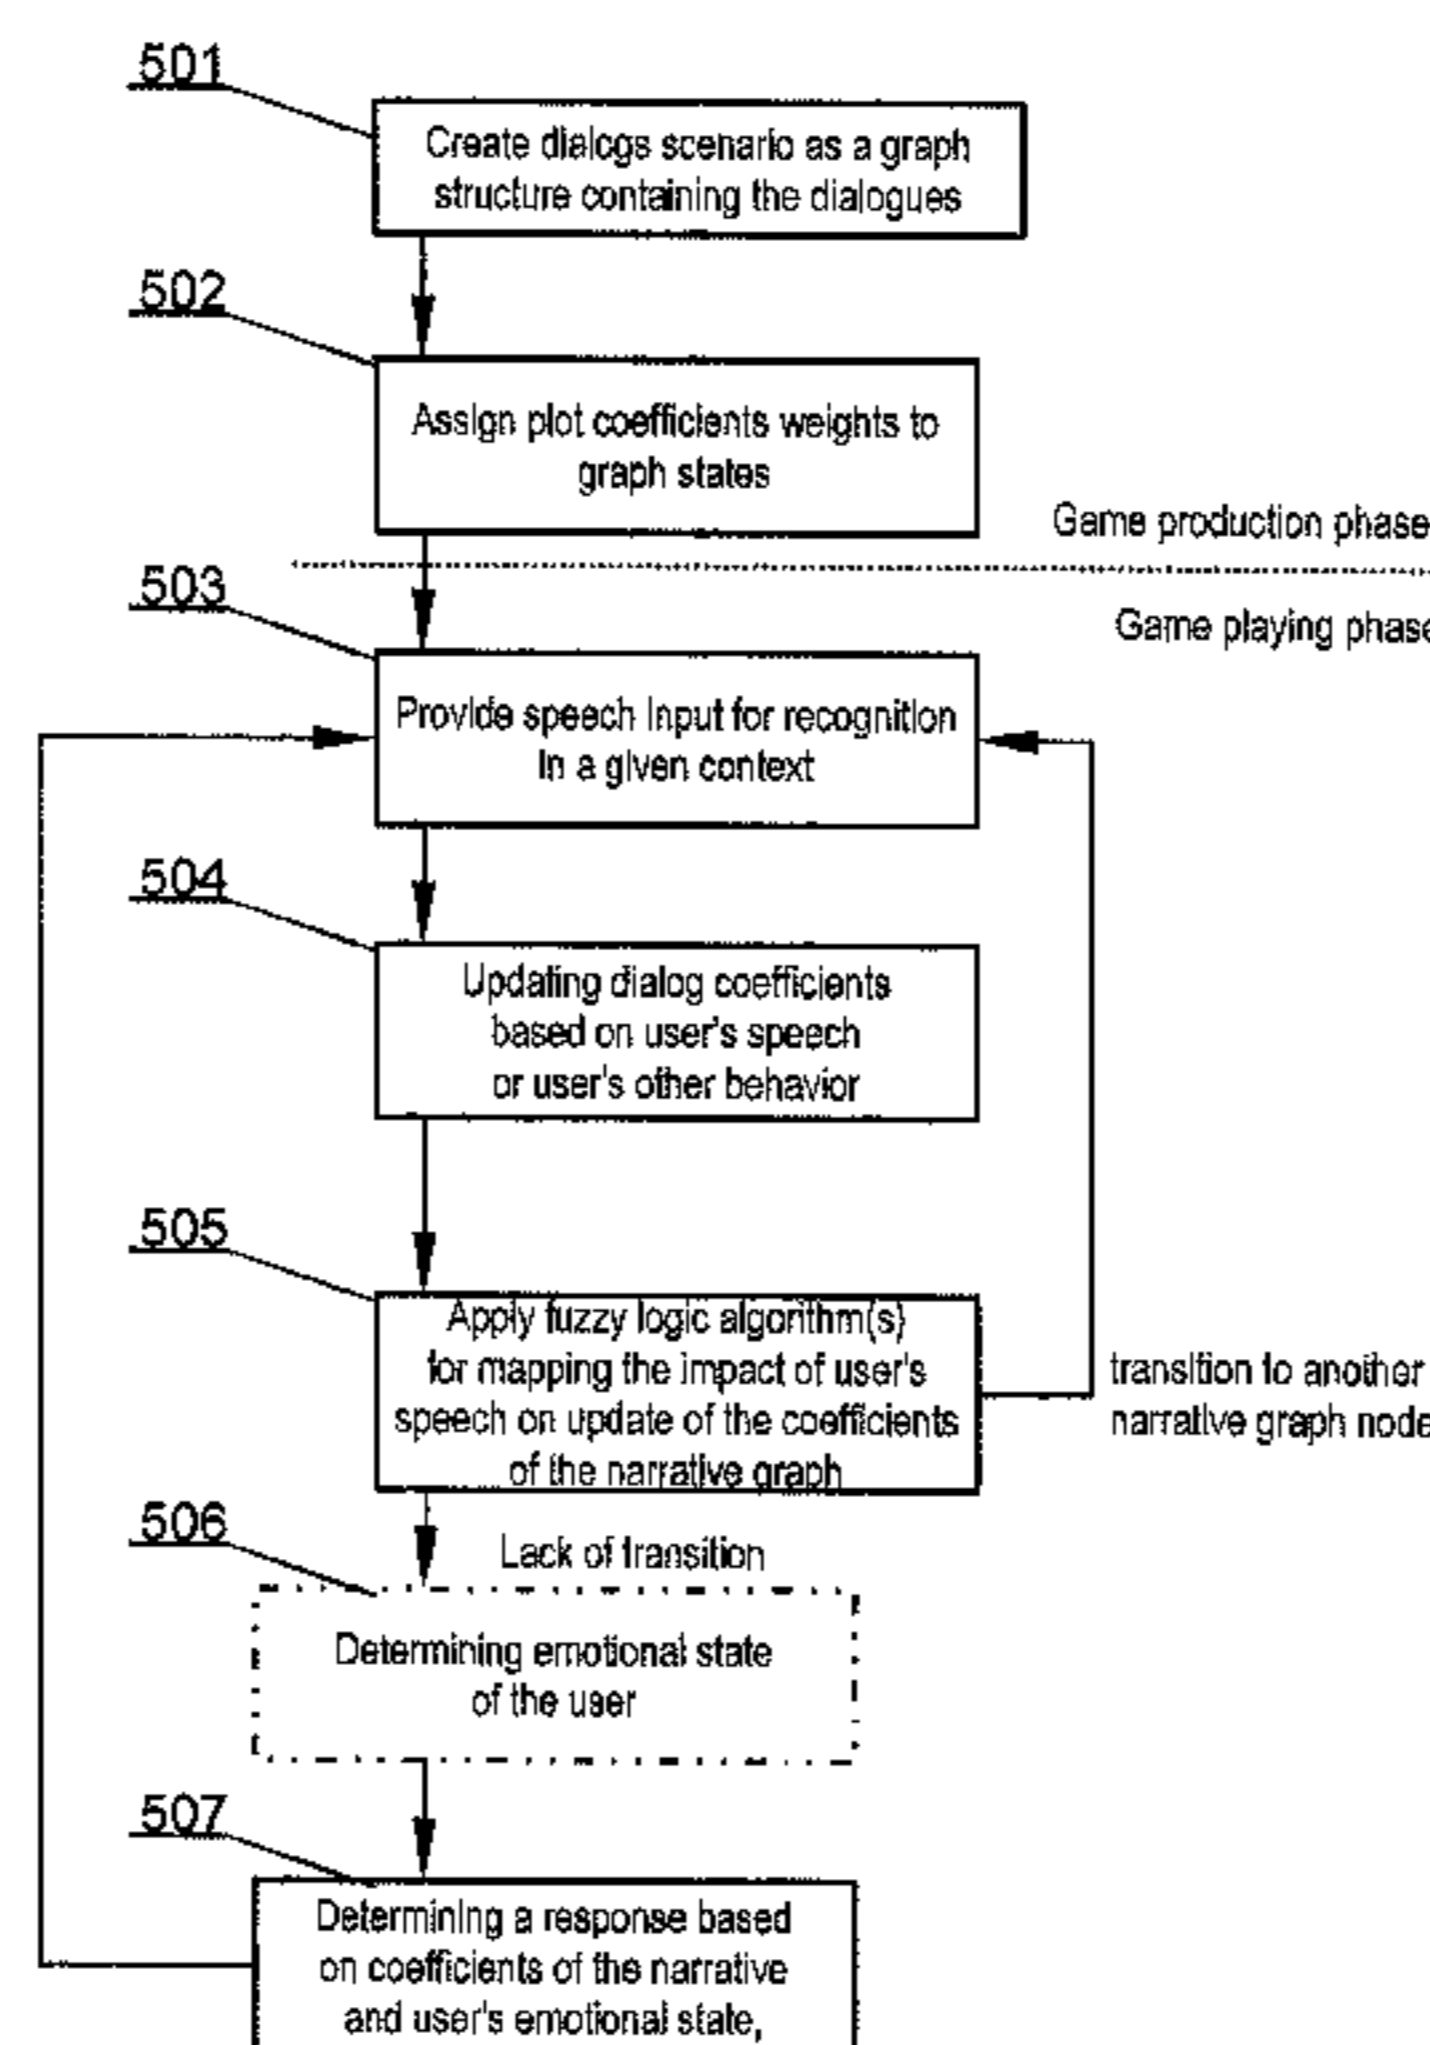 501
Create dialogs scenario as a graph
structure containing the dialogues
502
Assign plot coefficients weights to
graph states
Game production phase
503
Game playing phase
Provide speech input for recognition
in a given context
504
Updating dialog coefficients
based on user's speech
or user's other behavior
505
Apply fuzzy logic algorithm(s)
for mapping the impact of user's
speech on update of the coefficients
of the narrative graph
transition to another
narrative graph node
506
Lack of transition
Determining emotional state
of the user
507
Determining a response based
on coefficients of the narrative
and user's emotional state,